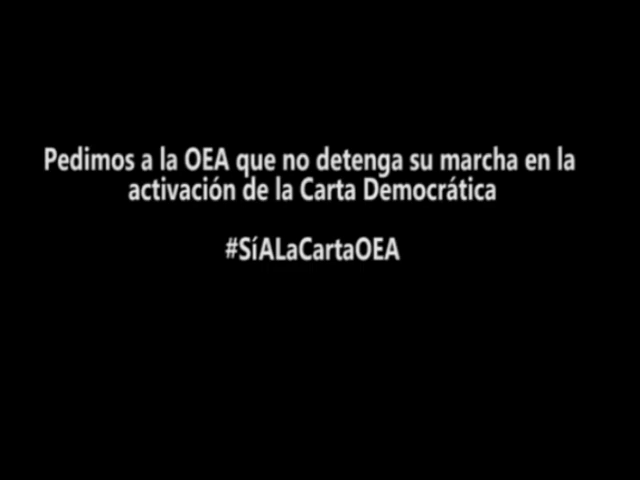 Pedimos a la OEA que no detenga su marcha en la
activación de la Carta Democrática
#SíALaCartaOEA